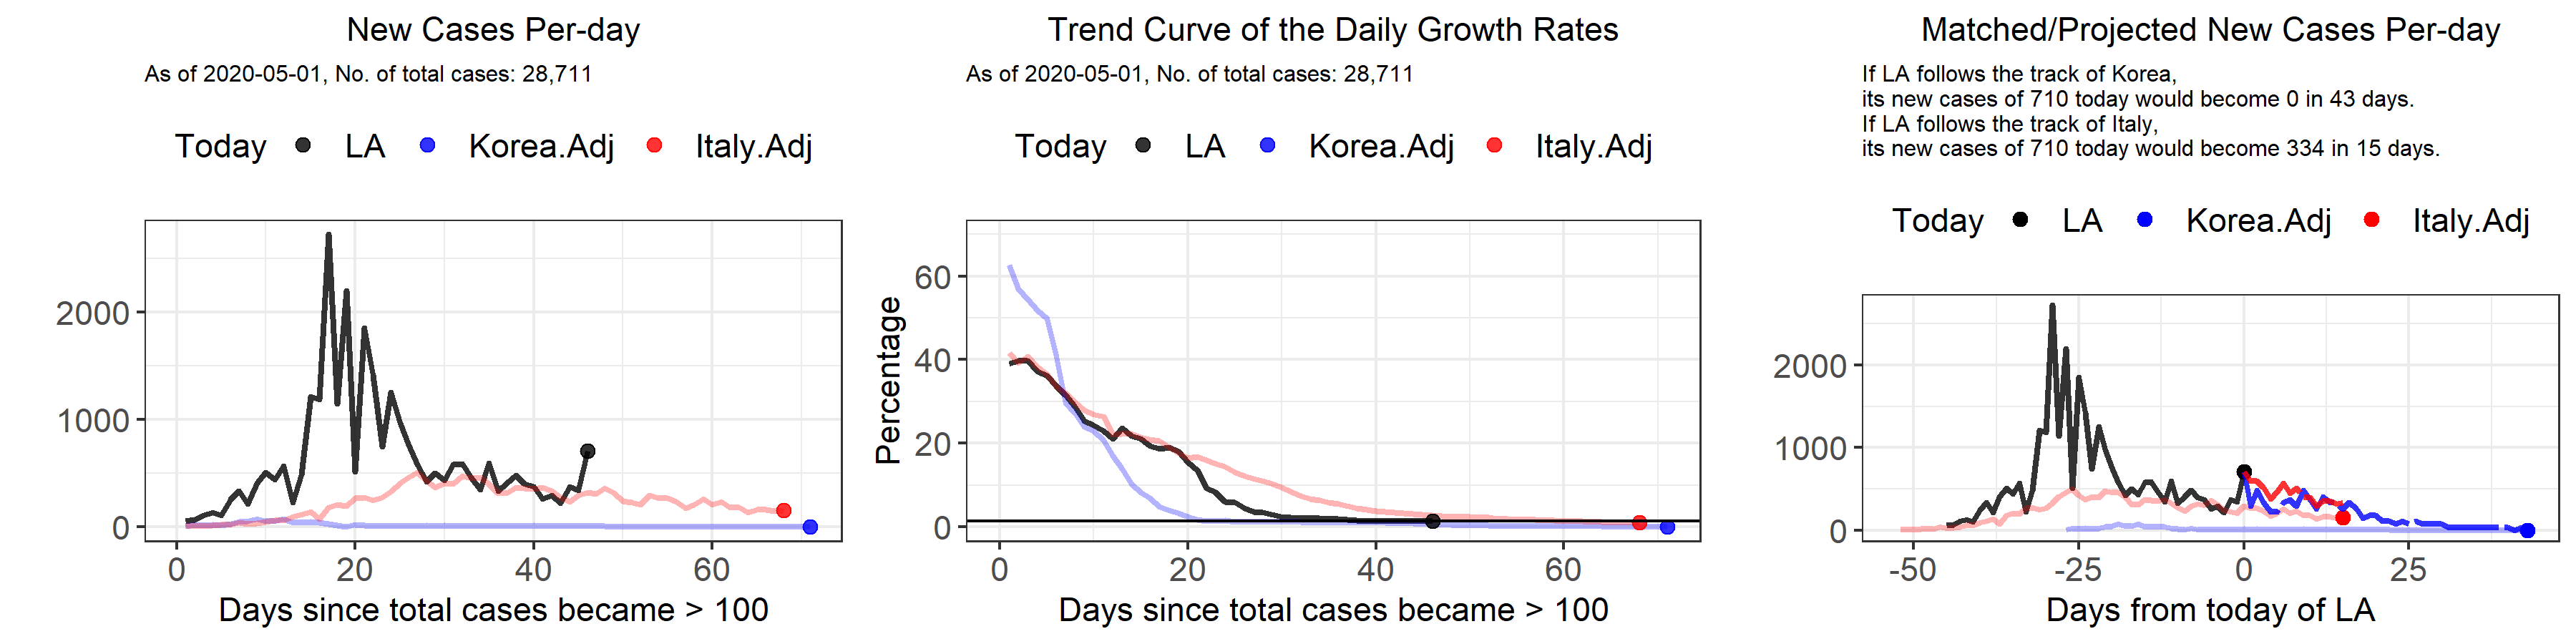 New Cases Per-day
As of 2020-05-01, No. of total cases: 28,711
Today LA Korea.Adj Italy.Adj
2000
1000
0
0 20 40 60
Days since total cases became > 100
Trend Curve of the Daily Growth Rates
As of 2020-05-01, No. of total cases: 28,711
Today LA Korea.Adj Italy.Adj
Percentage
60
40
20
0
0 20 40 60
Days since total cases became > 100
Matched/Projected New Cases Per-day
If LA follows the track of Korea,
its new cases of 710 today would become 0 in 43 days.
If LA follows the track of Italy,
its new cases of 710 today would become 334 in 15 days.
Today LA Korea.Adj Italy.Adj
2000
1000
0
-50 -25 0 25
Days from today of LA